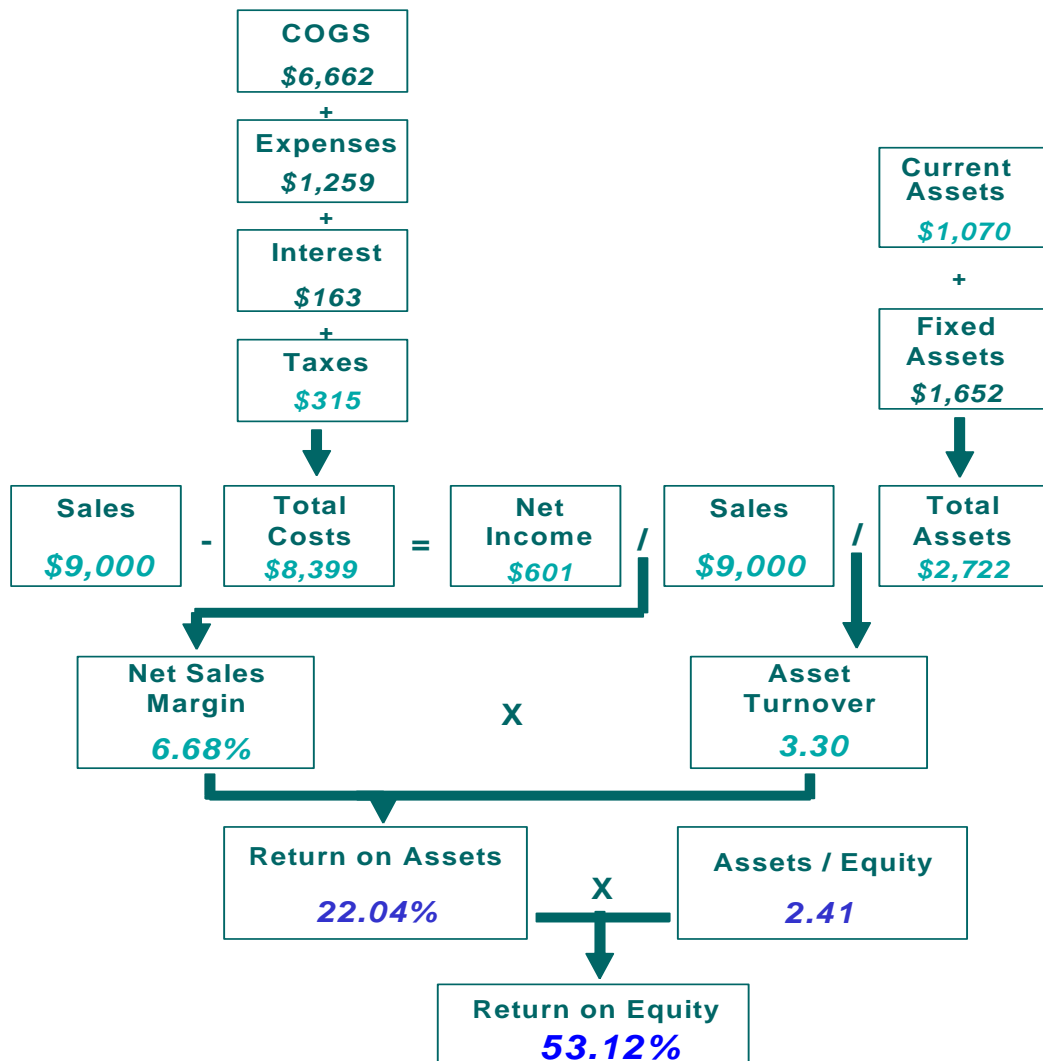 COGS
$6,662
+
Expenses
$1,259
+
Interest
$163
+
Taxes
$315
Current
Assets
$1,070
+
Fixed
Assets
$1,652
Sales
$9,000
-
Total
Costs
$8,399
=
Net
Income
$601
/
Sales
$9,000
/
Total
Assets
$2,722
Net Sales
Margin
6.68%
X
Asset
Turnover
3.30
Return on Assets
22.04%
X
Assets / Equity
2.41
Return on Equity
53.12%